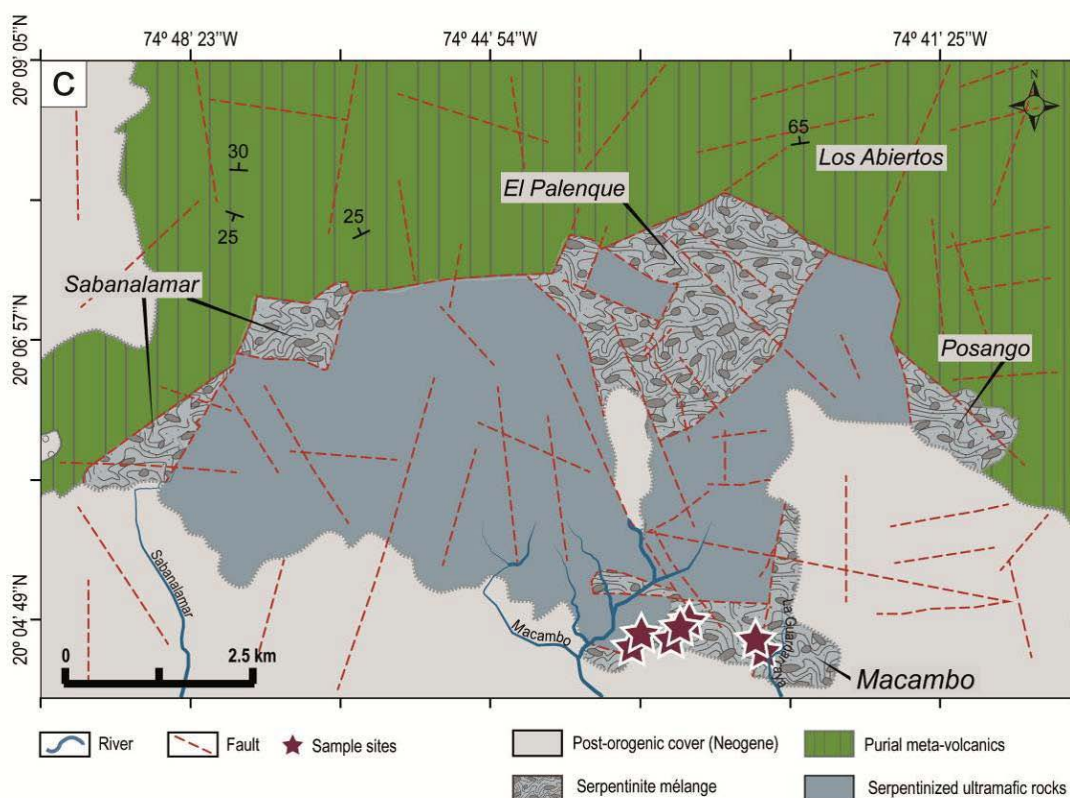 74º 48' 23’’W
74º 44' 54’’W
74º 41' 25’’W
20º 09' 05’’N
C
N
65
30
Los Abiertos
El Palenque
25
25
Sabanalamar
20º 06' 57’’N
Posango
Sabanalamar
20º 04' 49’’N
Macambo
La Guardarraya
0
2.5 km
Macambo
River
Fault
Sample sites
Post-orogenic cover (Neogene)
Purial meta-volcanics
Serpentinite mélange
Serpentinized ultramafic rocks